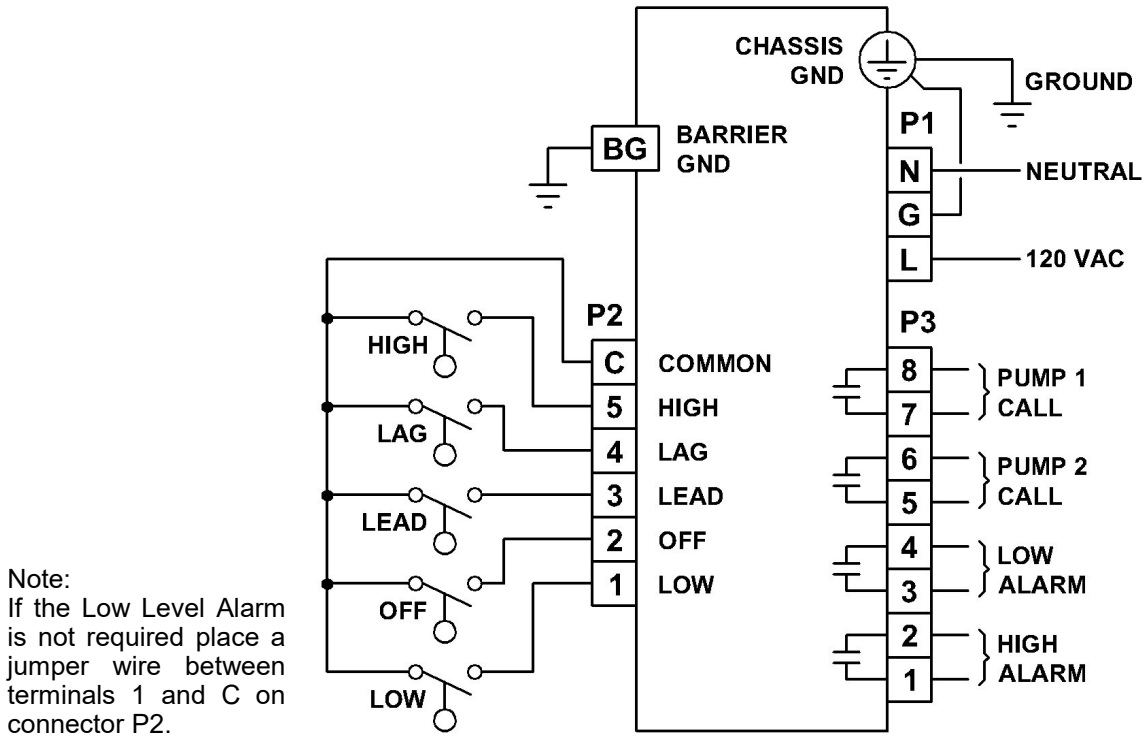 CHASSIS
GND
GROUND
P1
BG
BARRIER
GND
N
NEUTRAL
G
L
120 VAC
P2
P3
HIGH
C
COMMON
8
PUMP 1
CALL
5
HIGH
7
LAG
4
LAG
6
PUMP 2
CALL
LEAD
3
LEAD
5
OFF
2
OFF
4
LOW
ALARM
1
LOW
3
LOW
2
HIGH
ALARM
1
Note:
If the Low Level Alarm
is not required place a
jumper wire between
terminals 1 and C on
connector P2.